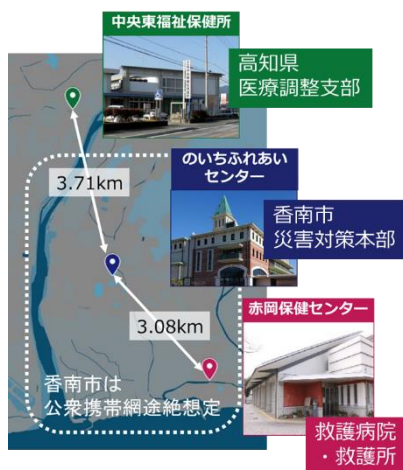 中央東福祉保健所
高知県
医療調整支部
3.71km
のいちふれあい
センター
香南市
災害対策本部
3.08km
赤岡保健センター
香南市は
公衆携帯網途絶想定
救護病院
・救護所